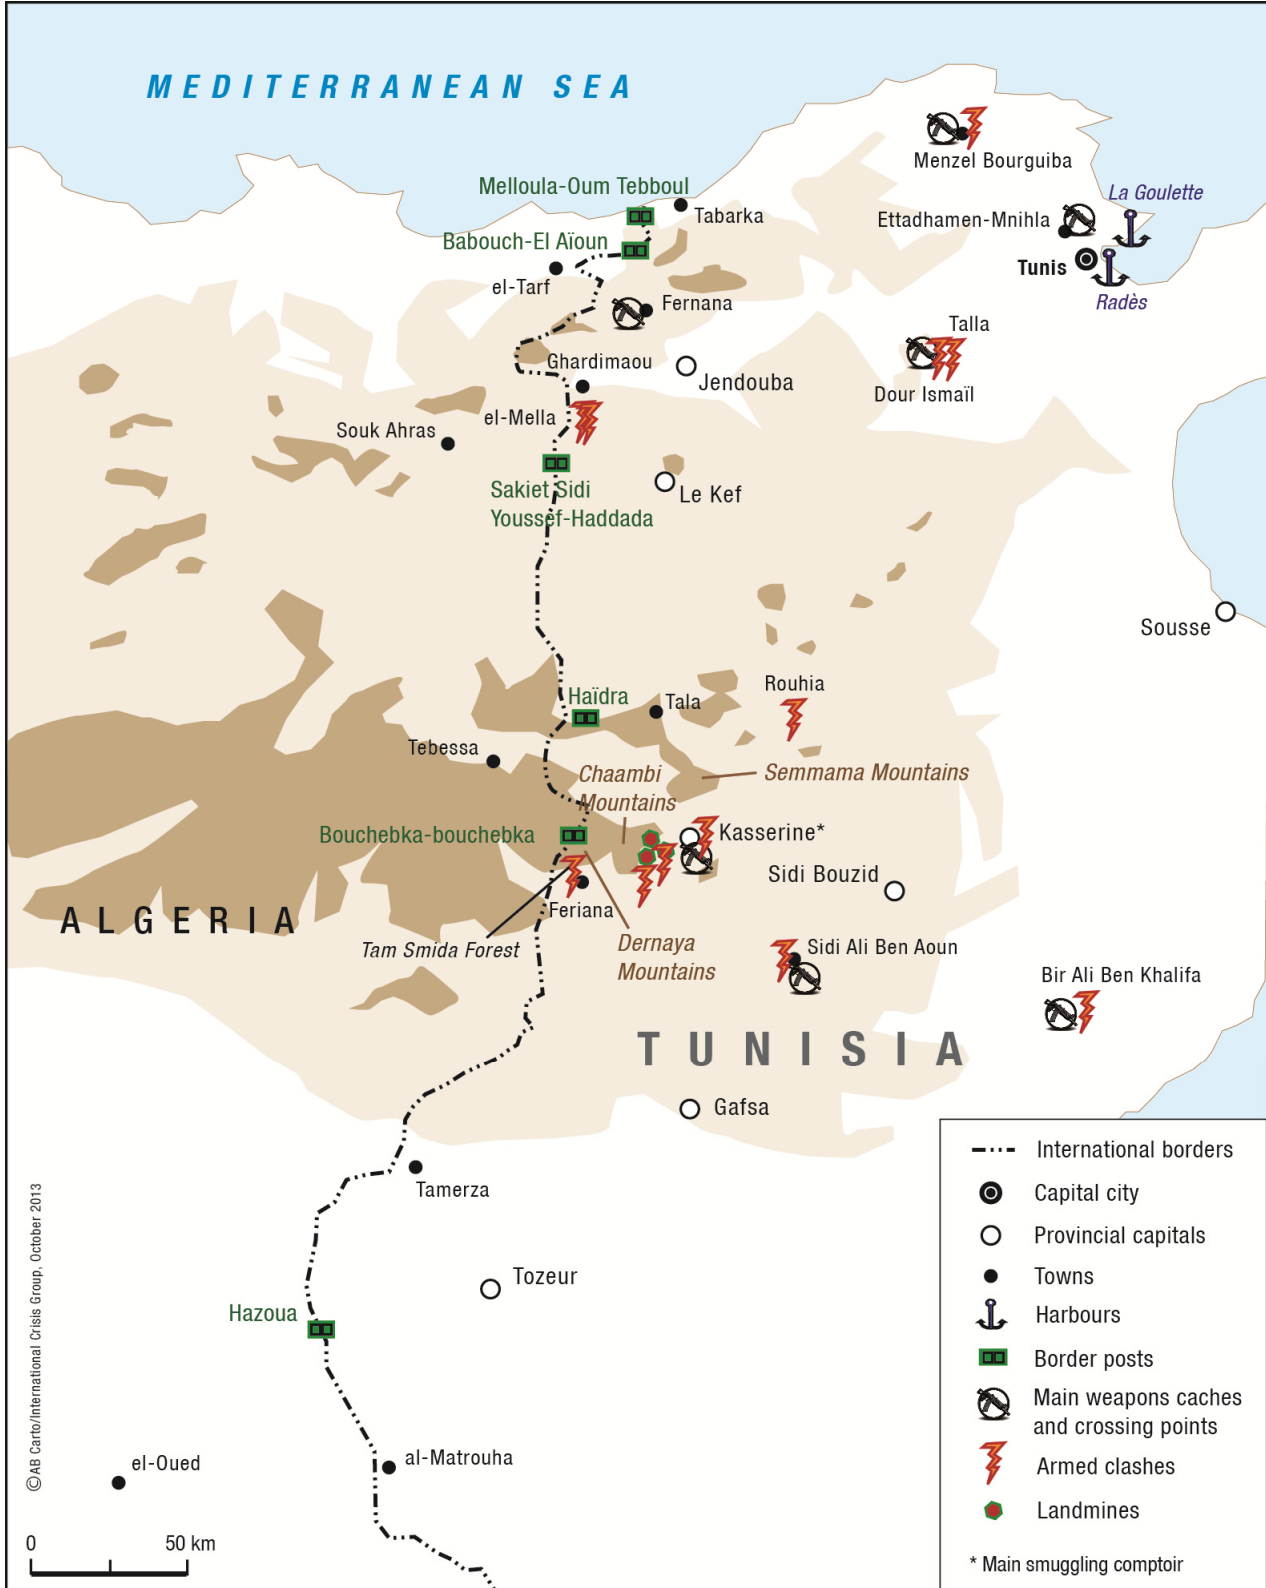 MEDITERRANEAN SEA
Menzel Bourguiba
Melloula-Oum Tebboul
La Goulette
Tabarka
Ettadhamen-Mnihla
Babouch-El Aïoun
Tunis
el-Tarf
Fernana
Radès
Talla
Ghardimaou
Jendouba
Dour Ismaïl
el-Mella
Souk Ahras
Sakiet Sidi
Youssef-Haddada
Le Kef
Sousse
Rouhia
Haïdra
Tala
Tebessa
Chaambi
Mountains
Semmama Mountains
Bouchebka-bouchebka
Kasserine*
Sidi Bouzid
ALGERIA
Feriana
Tam Smida Forest
Dernaya
Mountains
Sidi Ali Ben Aoun
Bir Ali Ben Khalifa
TUNISIA
Gafsa
Tamerza
Tozeur
Hazoua
el-Oued
al-Matrouha
0 50 km
©AB Carto/International Crisis Group, October 2013
International borders
Capital city
Provincial capitals
Towns
Harbours
Border posts
Main weapons caches
and crossing points
Armed clashes
Landmines
* Main smuggling comptoir